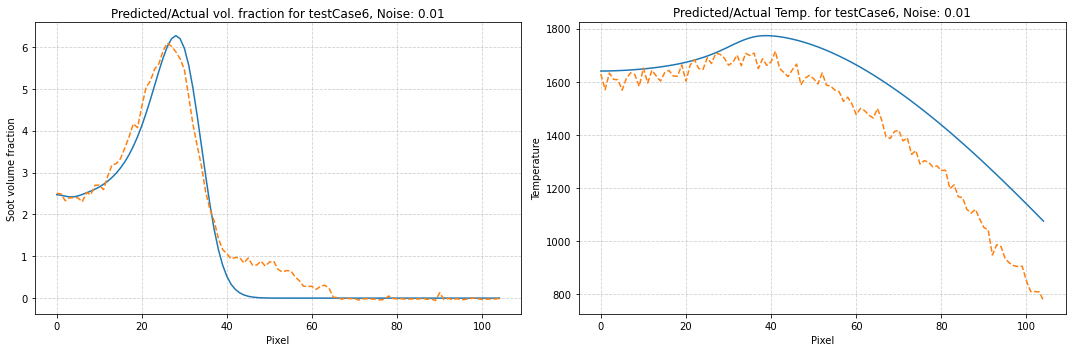 Predicted/Actual vol. fraction for testCase6, Noise: 0.01
Soot volume fraction
6
5
4
3
2
1
0
0 20 40 60 80 100
Pixel
Predicted/Actual Temp. for testCase6, Noise: 0.01
Temperature
1800
1600
1400
1200
1000
800
0 20 40 60 80 100
Pixel